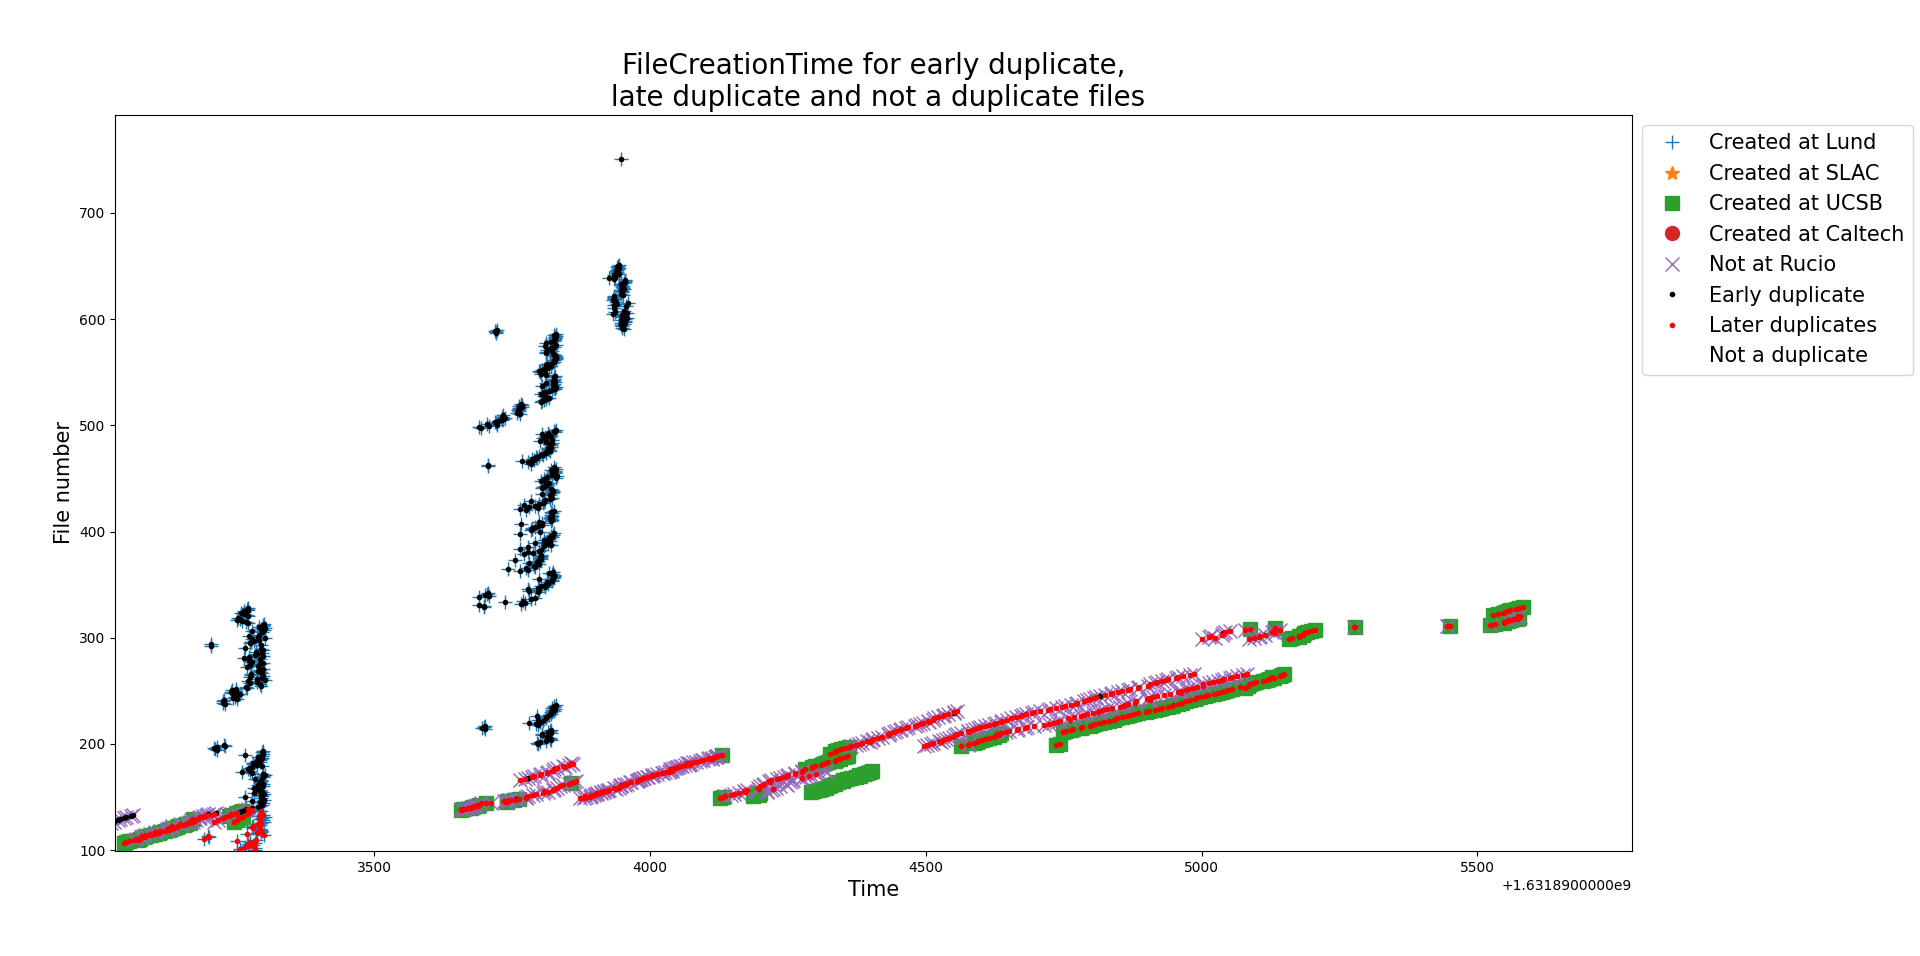 FileCreationTime for early duplicate,
late duplicate and not a duplicate files
Created at Lund
Created at SLAC
Created at UCSB
Created at Caltech
Not at Rucio
Early duplicate
Later duplicates
Not a duplicate
File number
700
600
500
400
300
200
100
3500
4000
4500
5000
5500
+1.6318900000e9
Time